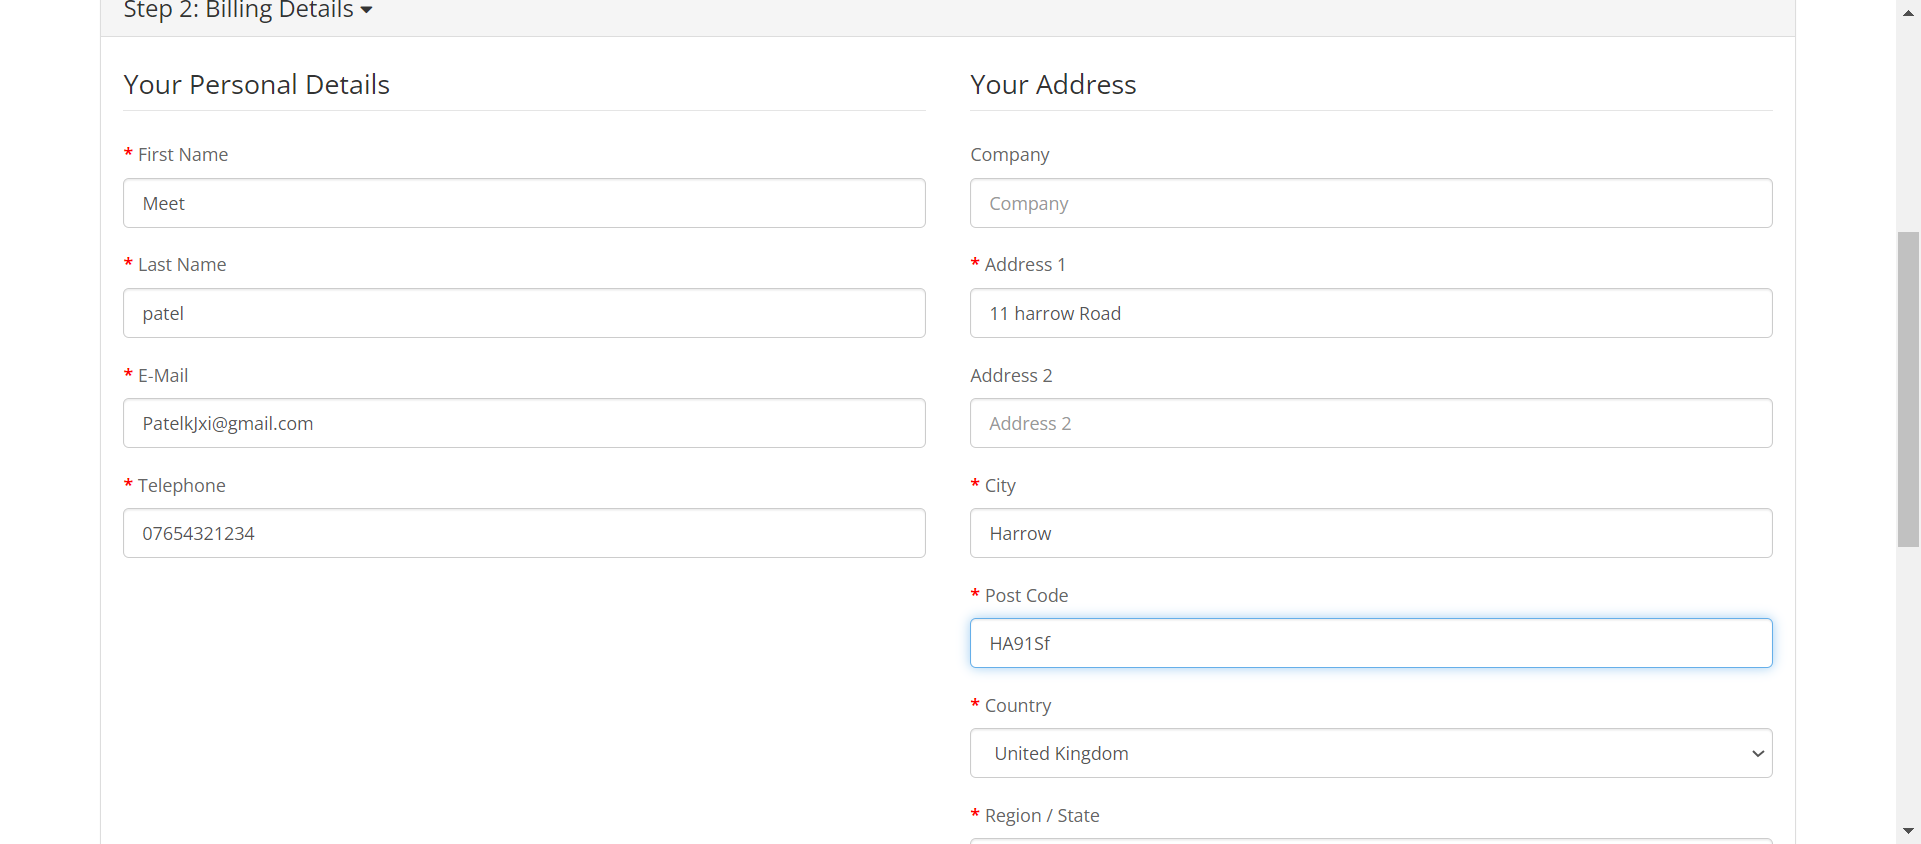 Step 2: Billing Details
Your Personal Details
* First Name
Meet
* Last Name
patel
* E-Mail
PatelkJxi@gmail.com
* Telephone
07654321234
Your Address
Company
Company
* Address 1
11 harrow Road
Address 2
Address 2
* City
Harrow
* Post Code
HA91Sf
* Country
United Kingdom
* Region / State